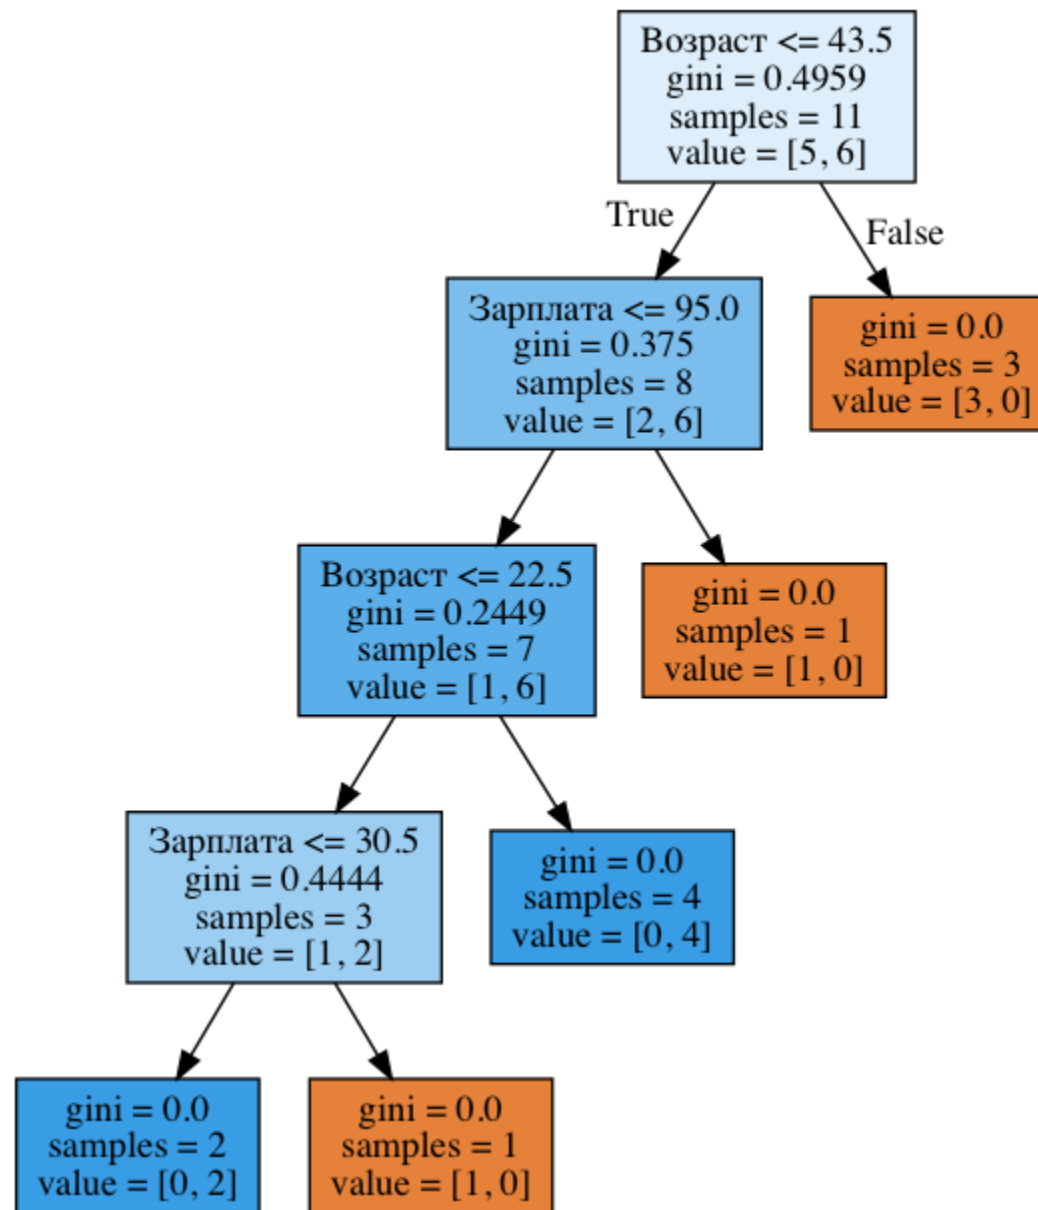 Возраст <= 43.5
gini = 0.4959
samples = 11
value = [5, 6]
True
False
Зарплата <= 95.0
gini = 0.375
samples = 8
value = [2, 6]
gini = 0.0
samples = 3
value = [3, 0]
Возраст <= 22.5
gini = 0.2449
samples = 7
value = [1, 6]
gini = 0.0
samples = 1
value = [1, 0]
Зарплата <= 30.5
gini = 0.4444
samples = 3
value = [1, 2]
gini = 0.0
samples = 4
value = [0, 4]
gini = 0.0
samples = 2
value = [0, 2]
gini = 0.0
samples = 1
value = [1, 0]